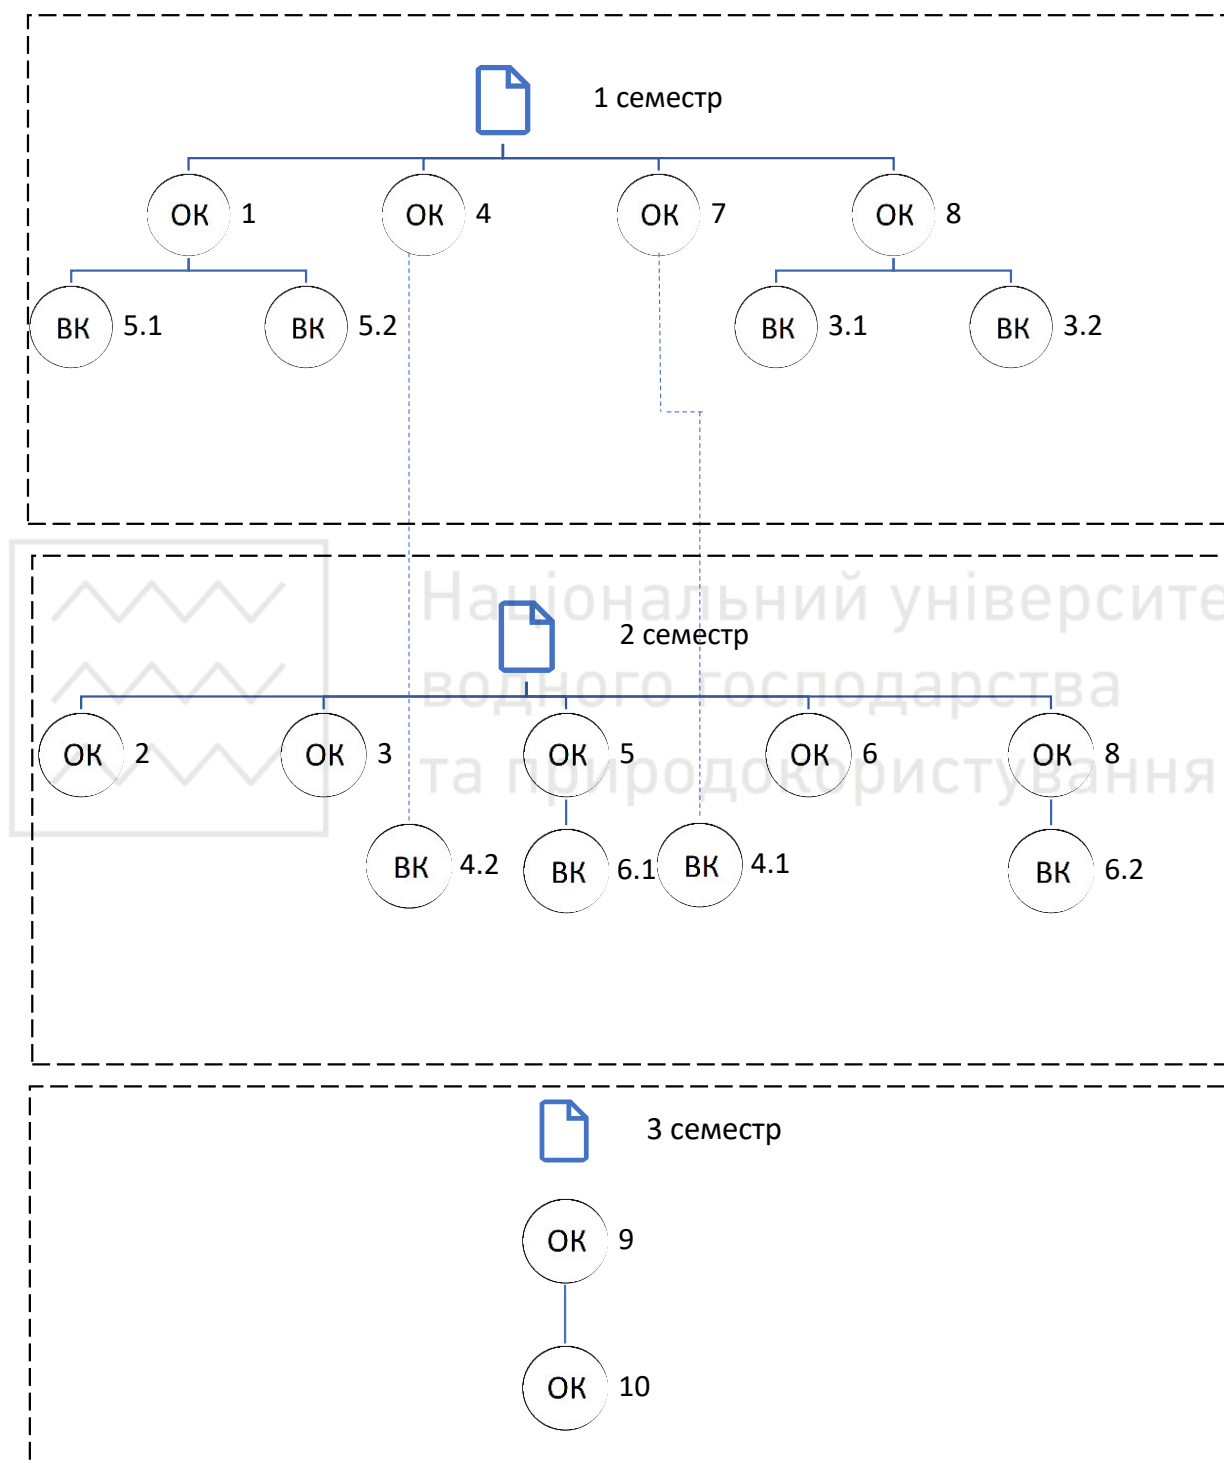 1 семестр
ОК 1 ОК 4 ОК 7 ОК 8
ВК 5.1 ВК 5.2 ВК 3.1 ВК 3.2
Національний університе
2 семестр
водного господарства
ОК 2 ОК 3 ОК 5 ОК 6 ОК 8
та природокористування
ВК 4.2 ВК 6.1 ВК 4.1 ВК 6.2
3 семестр
ОК 9
ОК 10